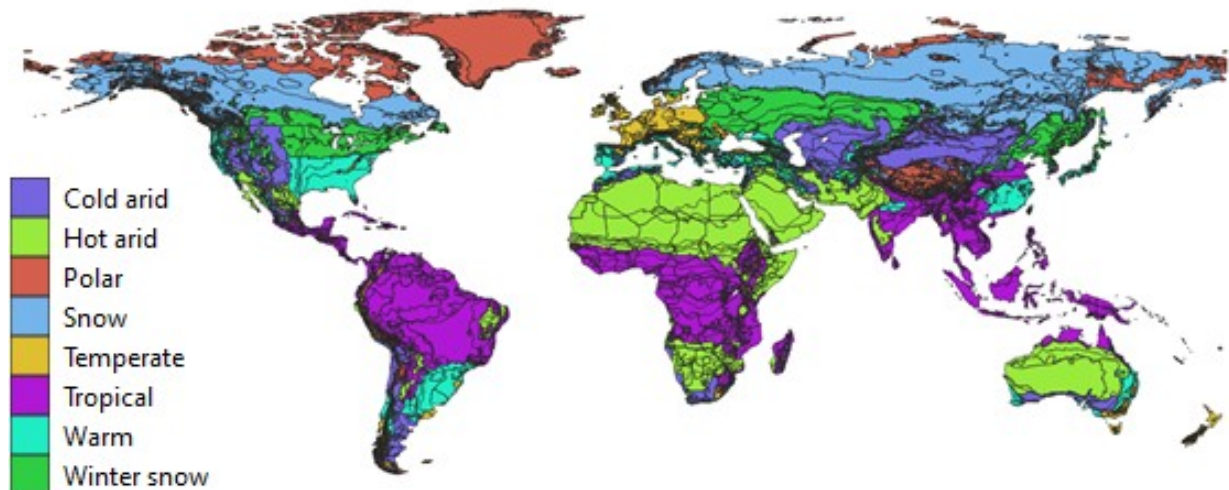 Cold arid
Hot arid
Polar
Snow
Temperate
Tropical
Warm
Winter snow